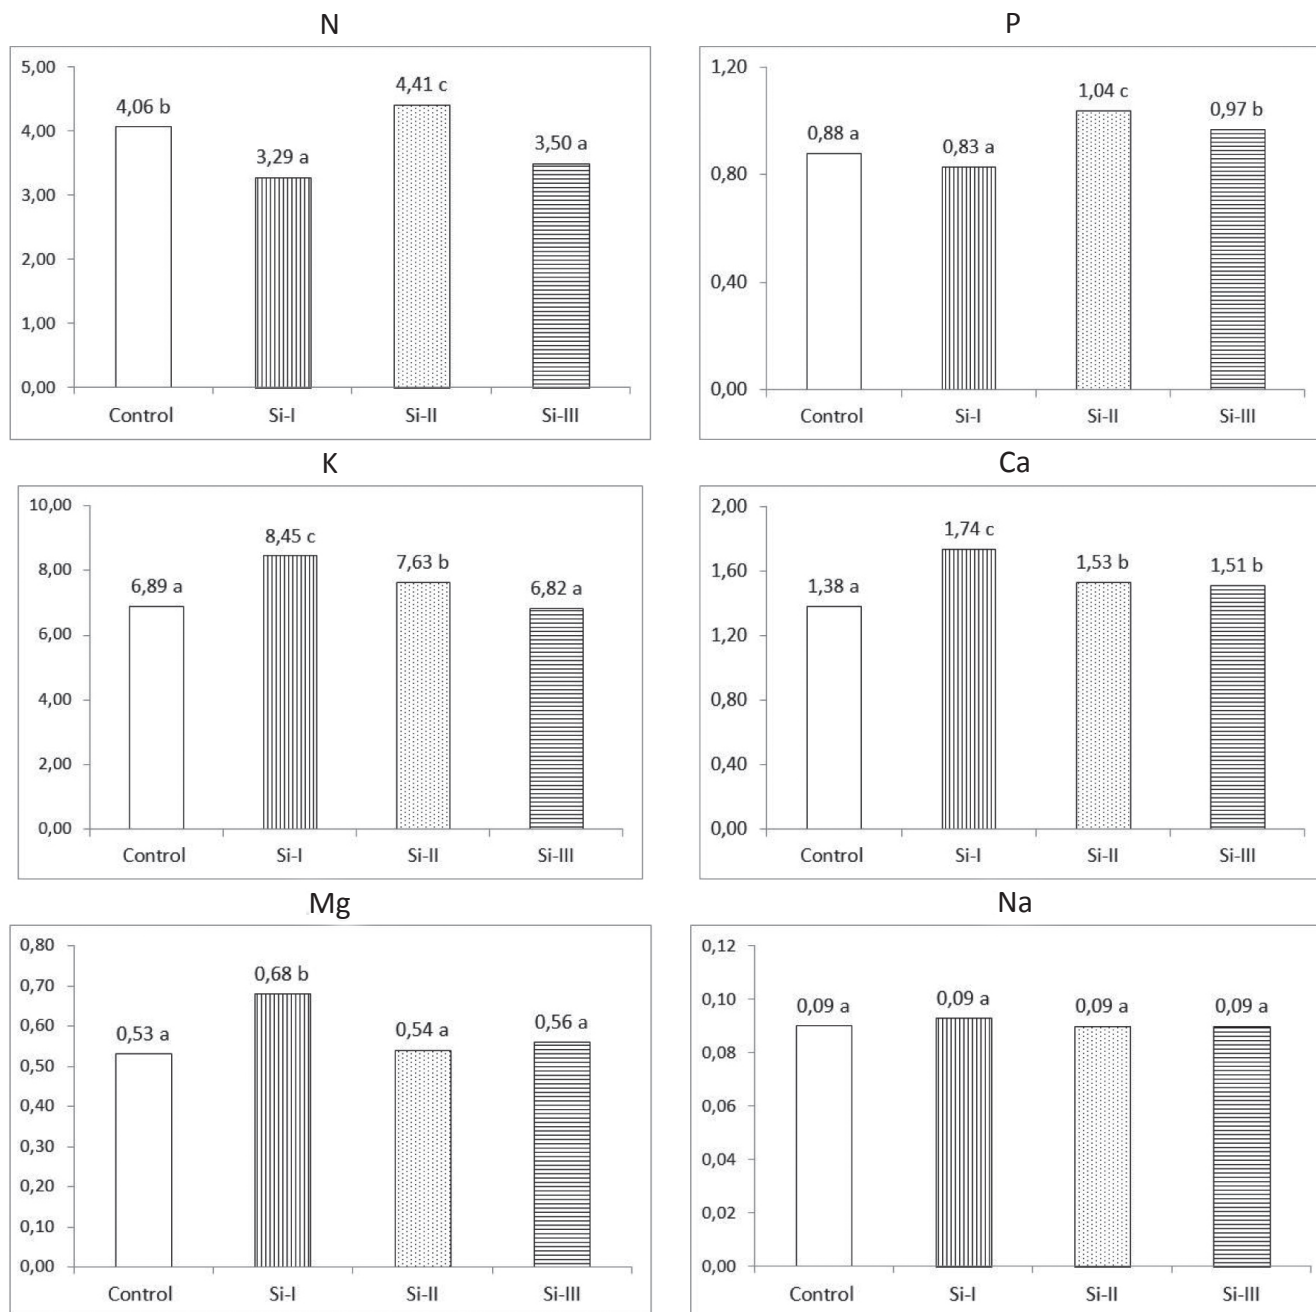 N
5,00
4,00
3,00
2,00
1,00
0,00
4,06 b
3,29 a
4,41 c
3,50 a
Control Si-I Si-II Si-III
P
1,20
0,80
0,40
0,00
0,88 a
0,83 a
1,04 c
0,97 b
Control Si-I Si-II Si-III
K
10,00
8,00
6,00
4,00
2,00
0,00
6,89 a
8,45 c
7,63 b
6,82 a
Control Si-I Si-II Si-III
Ca
2,00
1,60
1,20
0,80
0,40
0,00
1,38 a
1,74 c
1,53 b
1,51 b
Control Si-I Si-II Si-III
Mg
0,80
0,70
0,60
0,50
0,40
0,30
0,20
0,10
0,00
0,53 a
0,68 b
0,54 a
0,56 a
Control Si-I Si-II Si-III
Na
0,12
0,10
0,08
0,06
0,04
0,02
0,00
0,09 a
0,09 a
0,09 a
0,09 a
Control Si-I Si-II Si-III